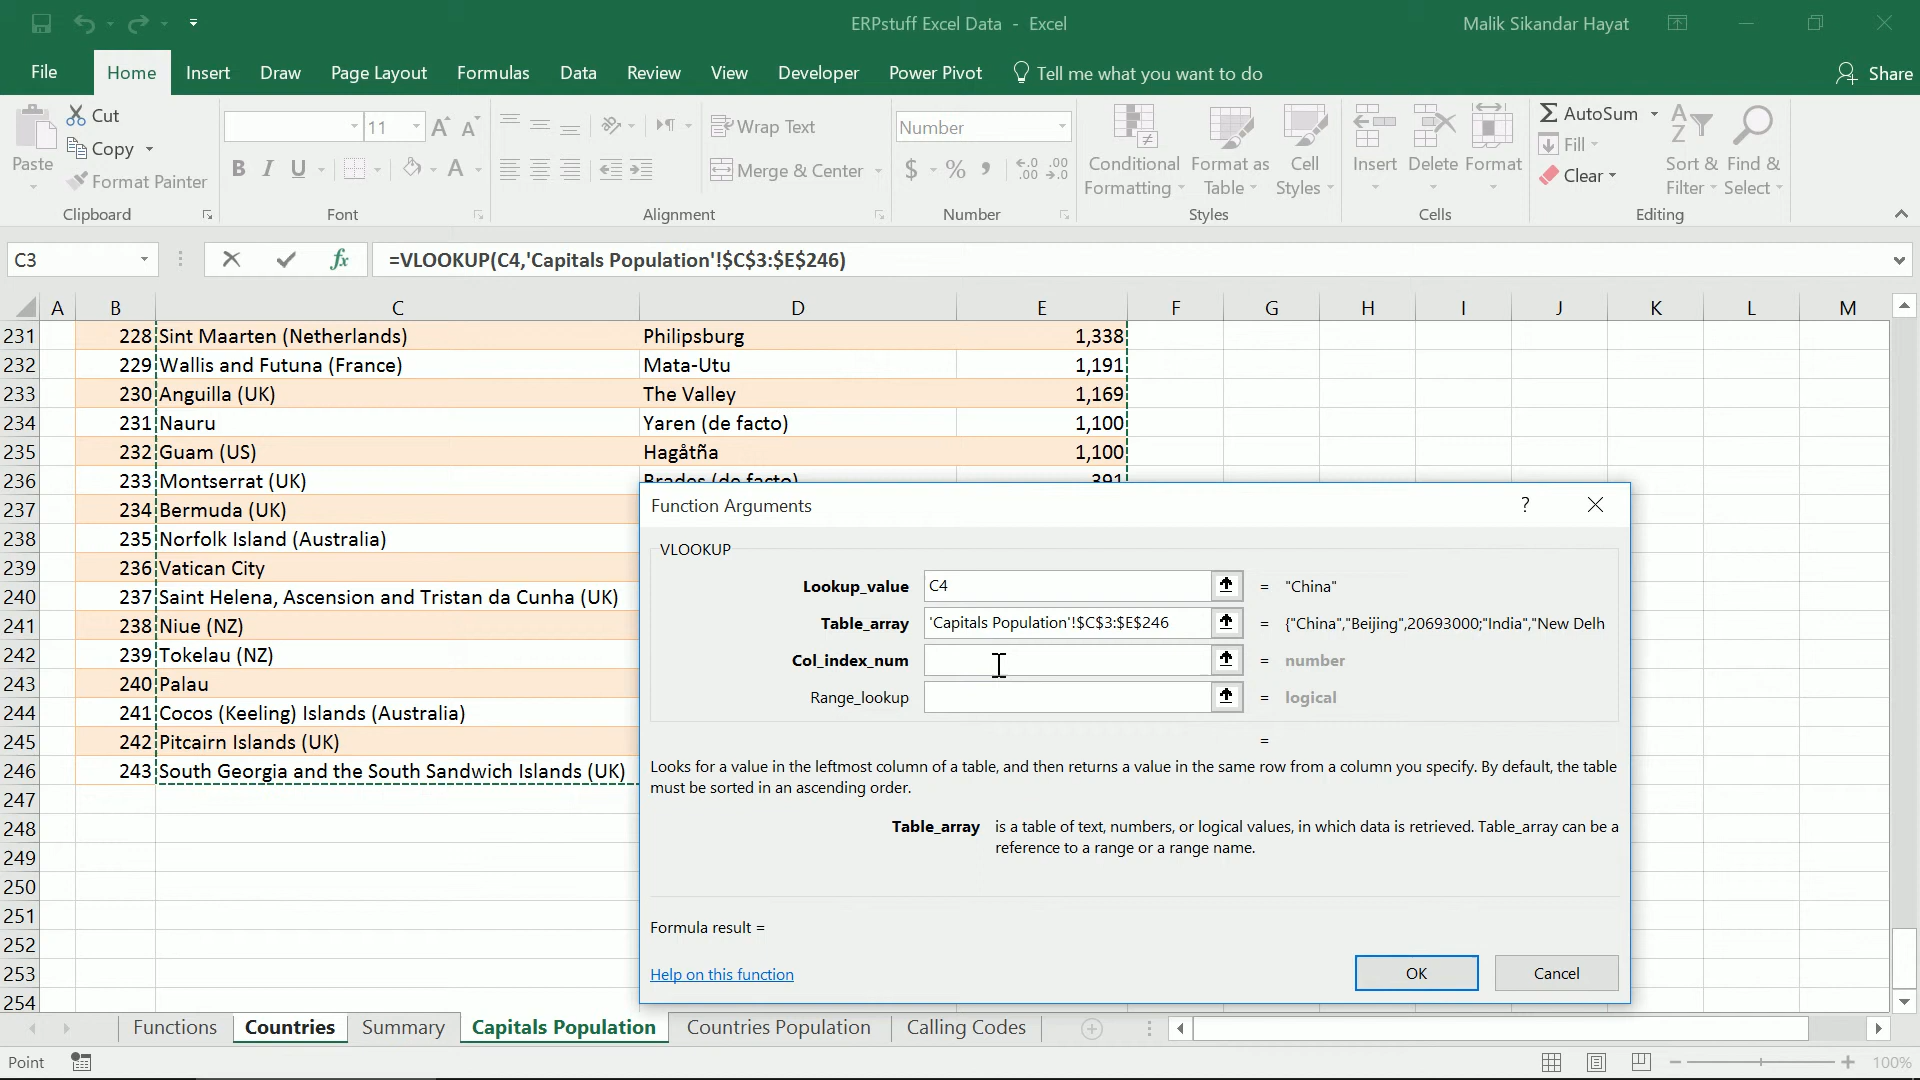 ERPstuff Excel Data - Excel
Malik Sikandar Hayat
File Home Insert Draw Page Layout Formulas Data Review View Developer Power Pivot Tell me what you want to do Share
Paste
Cut
Copy
Format Painter
Clipboard
11
B I U
Font
Wrap Text
Merge & Center
Alignment
Number
$ % ,
Number
Conditional Formatting
Format as Table
Cell Styles
Styles
Insert
Delete
Format
Cells
AutoSum
Fill
Clear
Sort & Filter
Find & Select
Editing
C3
fx
=VLOOKUP(C4,'Capitals Population'!$C$3:$E$246)
A B C D E F G H I J K L M
231 228 Sint Maarten (Netherlands) Philipsburg 1,338
232 229 Wallis and Futuna (France) Mata-Utu 1,191
233 230 Anguilla (UK) The Valley 1,169
234 231 Nauru Yaren (de facto) 1,100
235 232 Guam (US) Hagåtña 1,100
236 233 Montserrat (UK) Brades (de facto) 391
237 234 Bermuda (UK)
238 235 Norfolk Island (Australia)
239 236 Vatican City
240 237 Saint Helena, Ascension and Tristan da Cunha (UK)
241 238 Niue (NZ)
242 239 Tokelau (NZ)
243 240 Palau
244 241 Cocos (Keeling) Islands (Australia)
245 242 Pitcairn Islands (UK)
246 243 South Georgia and the South Sandwich Islands (UK)
247
248
249
250
251
252
253
254
Function Arguments ?
VLOOKUP
Lookup_value C4 = "China"
Table_array 'Capitals Population'!$C$3:$E$246 = {"China","Beijing",20693000;"India","New Delh
Col_index_num = number
Range_lookup = logical
=
Looks for a value in the leftmost column of a table, and then returns a value in the same row from a column you specify. By default, the table
must be sorted in an ascending order.
Table_array is a table of text, numbers, or logical values, in which data is retrieved. Table_array can be a
reference to a range or a range name.
Formula result =
Help on this function
OK
Cancel
Functions Countries Summary Capitals Population Countries Population Calling Codes
Point
100%